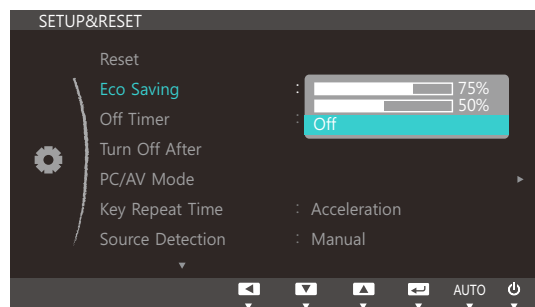 SETUP&RESET
Reset
Eco Saving : 75%
50%
Off Timer : Off
Turn Off After
PC/AV Mode
Key Repeat Time : Acceleration
Source Detection : Manual
AUTO